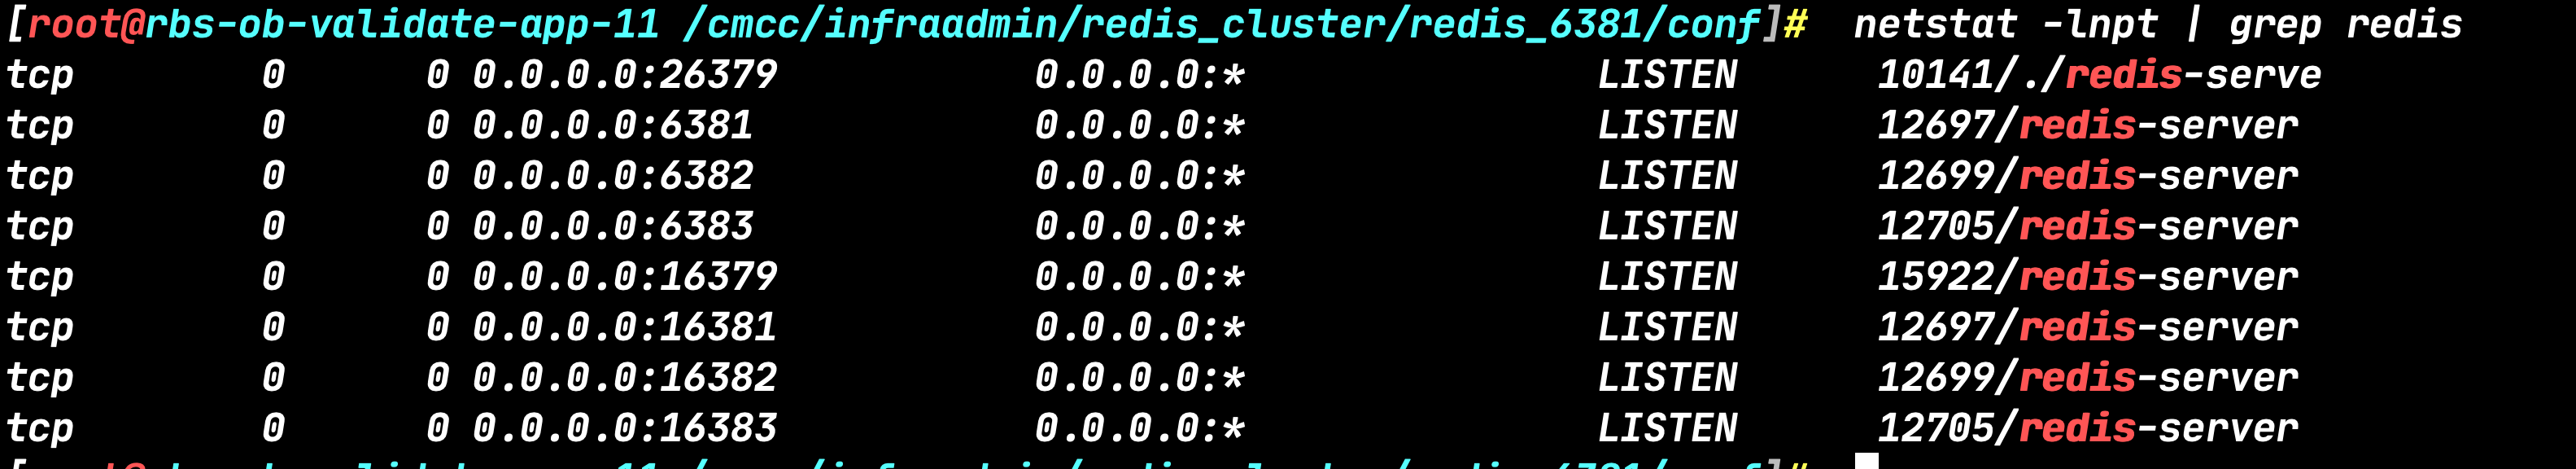 [root@rbs-ob-validate-app-11 /cmcc/infraadmin/redis_cluster/redis_6381/conf]#  netstat -lnpt | grep redis
tcp        0      0 0.0.0.0:26379           0.0.0.0:*               LISTEN      10141/./redis-serve
tcp        0      0 0.0.0.0:6381            0.0.0.0:*               LISTEN      12697/redis-server
tcp        0      0 0.0.0.0:6382            0.0.0.0:*               LISTEN      12699/redis-server
tcp        0      0 0.0.0.0:6383            0.0.0.0:*               LISTEN      12705/redis-server
tcp        0      0 0.0.0.0:16379           0.0.0.0:*               LISTEN      15922/redis-server
tcp        0      0 0.0.0.0:16381           0.0.0.0:*               LISTEN      12697/redis-server
tcp        0      0 0.0.0.0:16382           0.0.0.0:*               LISTEN      12699/redis-server
tcp        0      0 0.0.0.0:16383           0.0.0.0:*               LISTEN      12705/redis-server